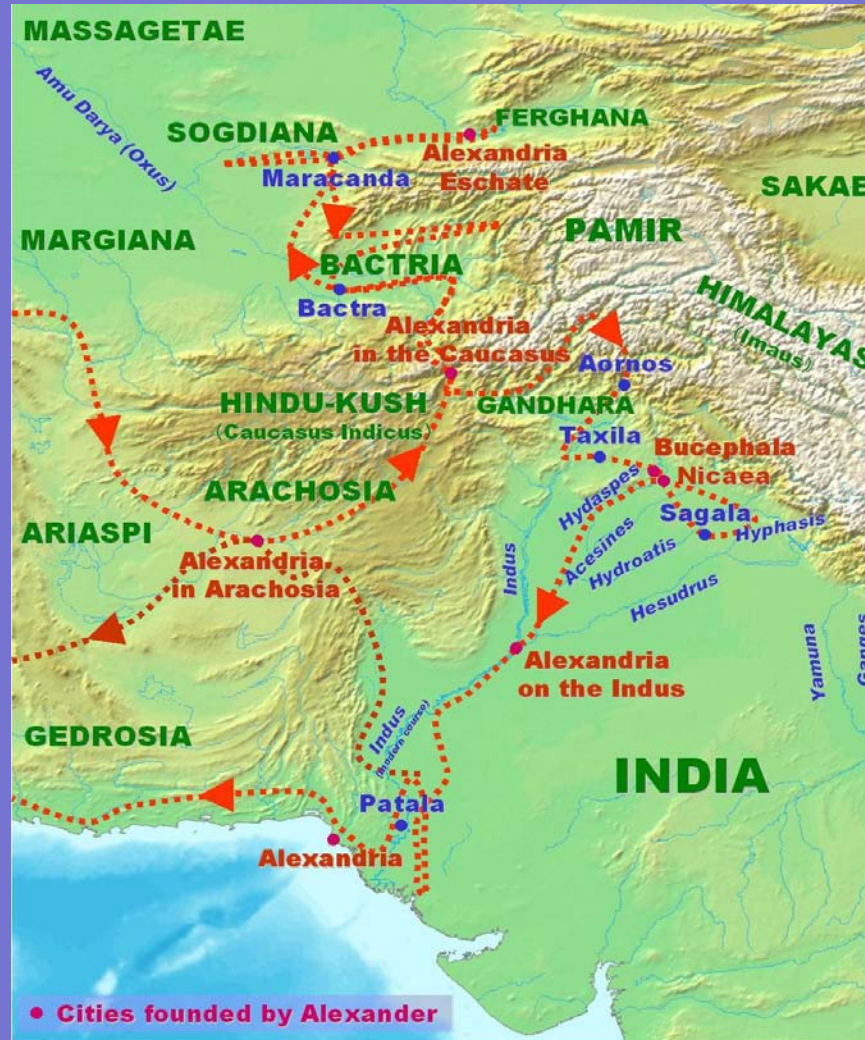 MASSAGETAE
Amu Darya (Oxus)
SOGDIANA
FERGHANA
Maracanda
Alexandria
Eschate
SAKAE
MARGIANA
PAMIR
BACTRIA
Bactra
HIMALAYAS
(Imaus)
Alexandria
in the Caucasus
Aornos
HINDU-KUSH
(Caucasus Indicus)
GANDHARA
Taxila
Bucephala
Nicaea
ARACHOSIA
Hydaspes
Sagala
Hyphasis
ARIASPI
Acesines
Hydroatis
Alexandria
in Arachosia
Indus
Hesudrus
Alexandria
on the Indus
Yamuna
Ganges
GEDROSIA
Indus
(modern course)
INDIA
Patala
Alexandria
Cities founded by Alexander